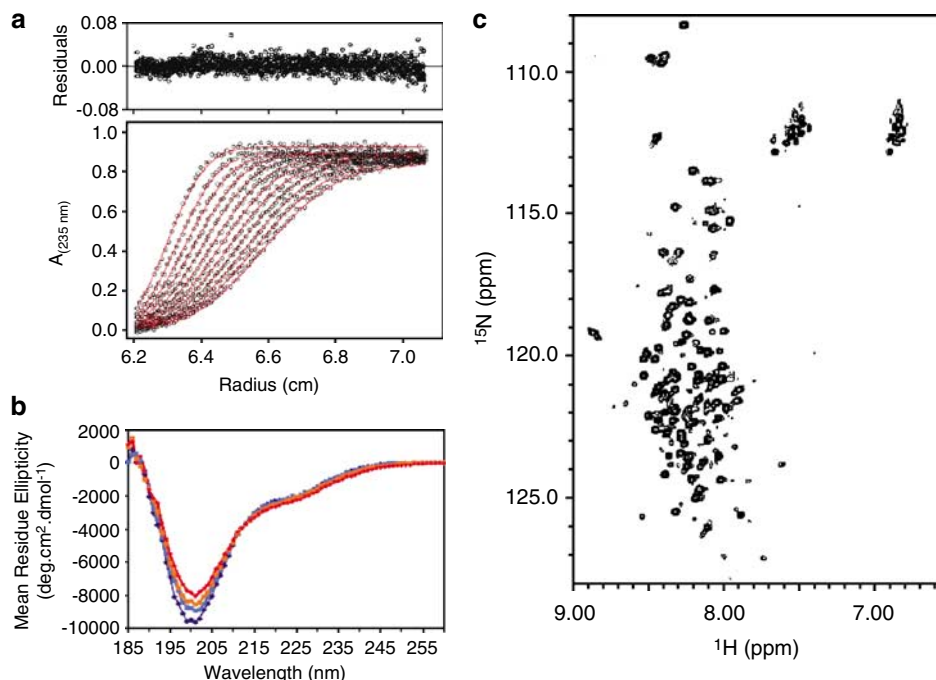 a
Residuals
0.08
0.00
-0.08
A(235 nm)
1.0
0.8
0.6
0.4
0.2
0.0
6.2 6.4 6.6 6.8 7.0
Radius (cm)
b
Mean Residue Ellipticity
(deg.cm².dmol⁻¹)
2000
0
-2000
-4000
-6000
-8000
-10000
185 195 205 215 225 235 245 255
Wavelength (nm)
c
¹⁵N (ppm)
110.0
115.0
120.0
125.0
9.00 8.00 7.00
¹H (ppm)